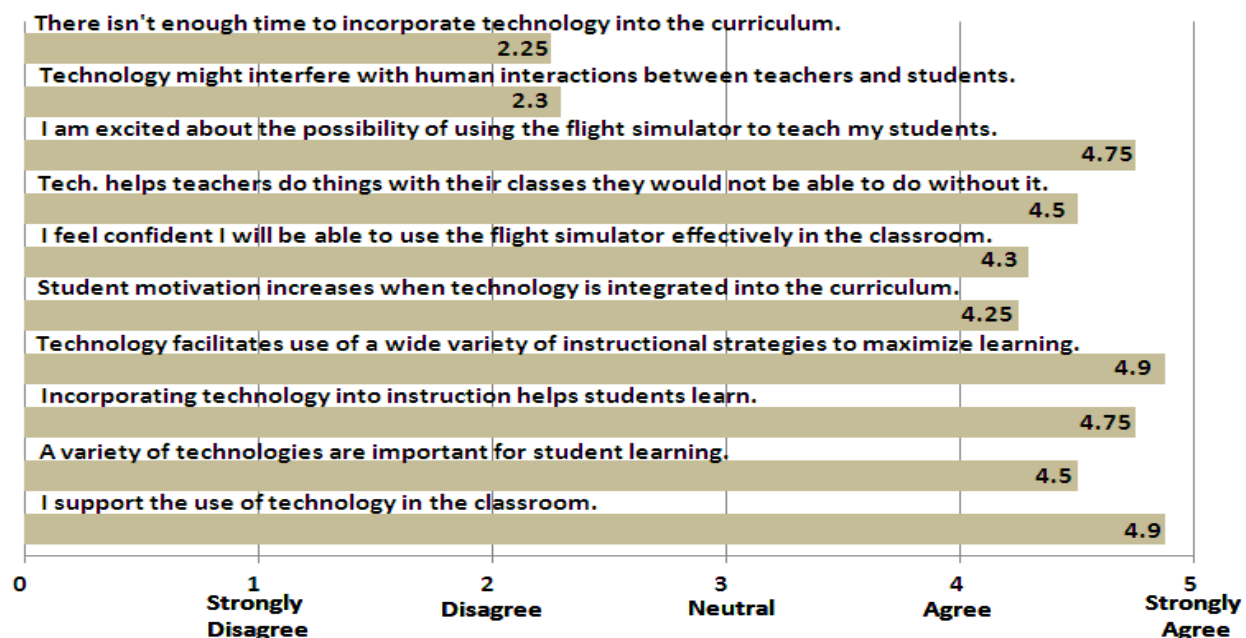 There isn't enough time to incorporate technology into the curriculum.
2.25
Technology might interfere with human interactions between teachers and students.
2.3
I am excited about the possibility of using the flight simulator to teach my students.
4.75
Tech. helps teachers do things with their classes they would not be able to do without it.
4.5
I feel confident I will be able to use the flight simulator effectively in the classroom.
4.3
Student motivation increases when technology is integrated into the curriculum.
4.25
Technology facilitates use of a wide variety of instructional strategies to maximize learning.
4.9
Incorporating technology into instruction helps students learn.
4.75
A variety of technologies are important for student learning.
4.5
I support the use of technology in the classroom.
4.9
0 1 2 3 4 5
Strongly Disagree Neutral Agree Strongly
Disagree Agree